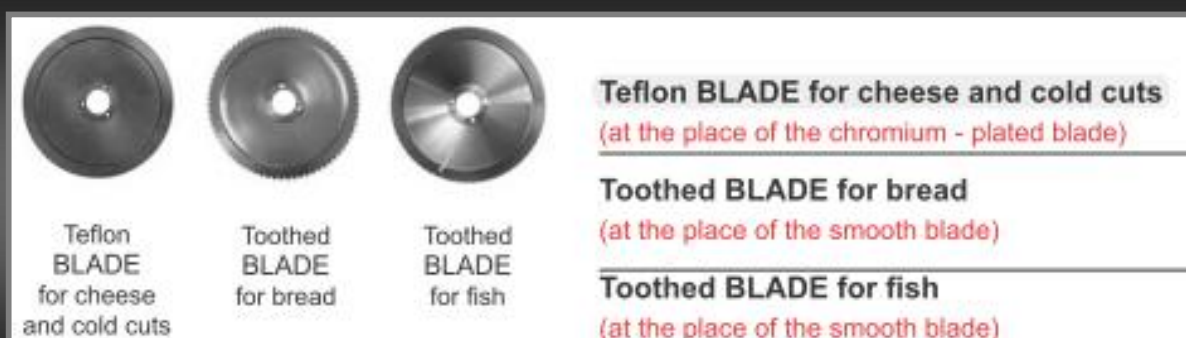 Teflon
BLADE
for cheese
and cold cuts
Toothed
BLADE
for bread
Toothed
BLADE
for fish
Teflon BLADE for cheese and cold cuts
(at the place of the chromium - plated blade)
Toothed BLADE for bread
(at the place of the smooth blade)
Toothed BLADE for fish
(at the place of the smooth blade)